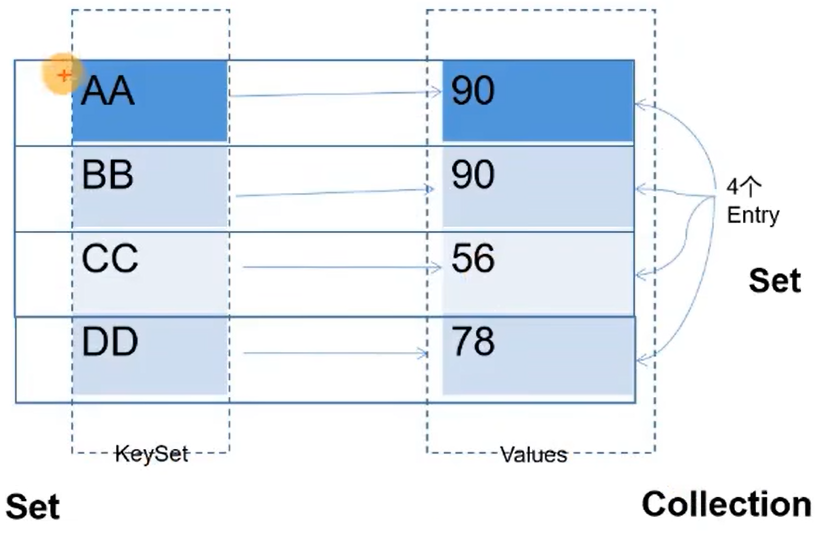 AA
90
BB
90
CC
56
DD
78
4个
Entry
Set
KeySet
Values
Set
Collection